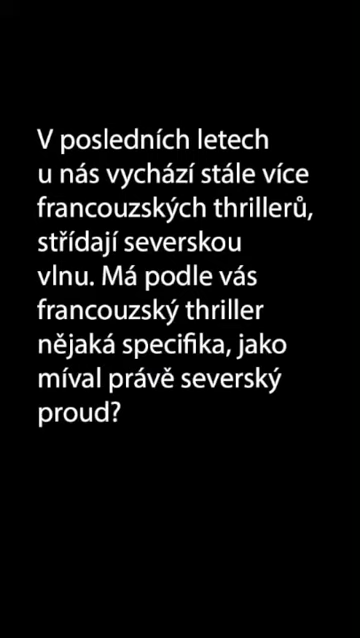 V posledních letech
u nás vychází stále více
francouzských thrillerů,
střídají severskou
vlnu. Má podle vás
francouzský thriller
nějaká specifika, jako
míval právě severský
proud?